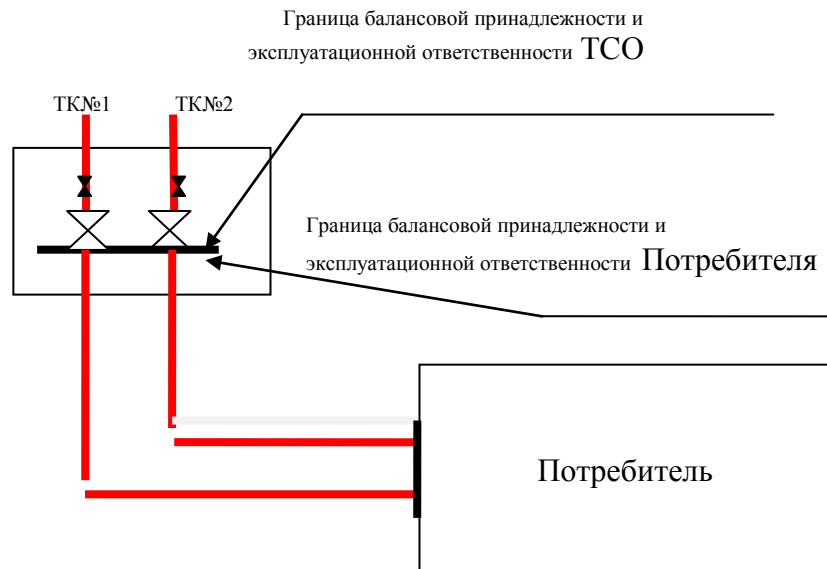 Граница балансовой принадлежности и
эксплуатационной ответственности ТСО
ТК№1 ТК№2
Граница балансовой принадлежности и
эксплуатационной ответственности Потребителя
Потребитель